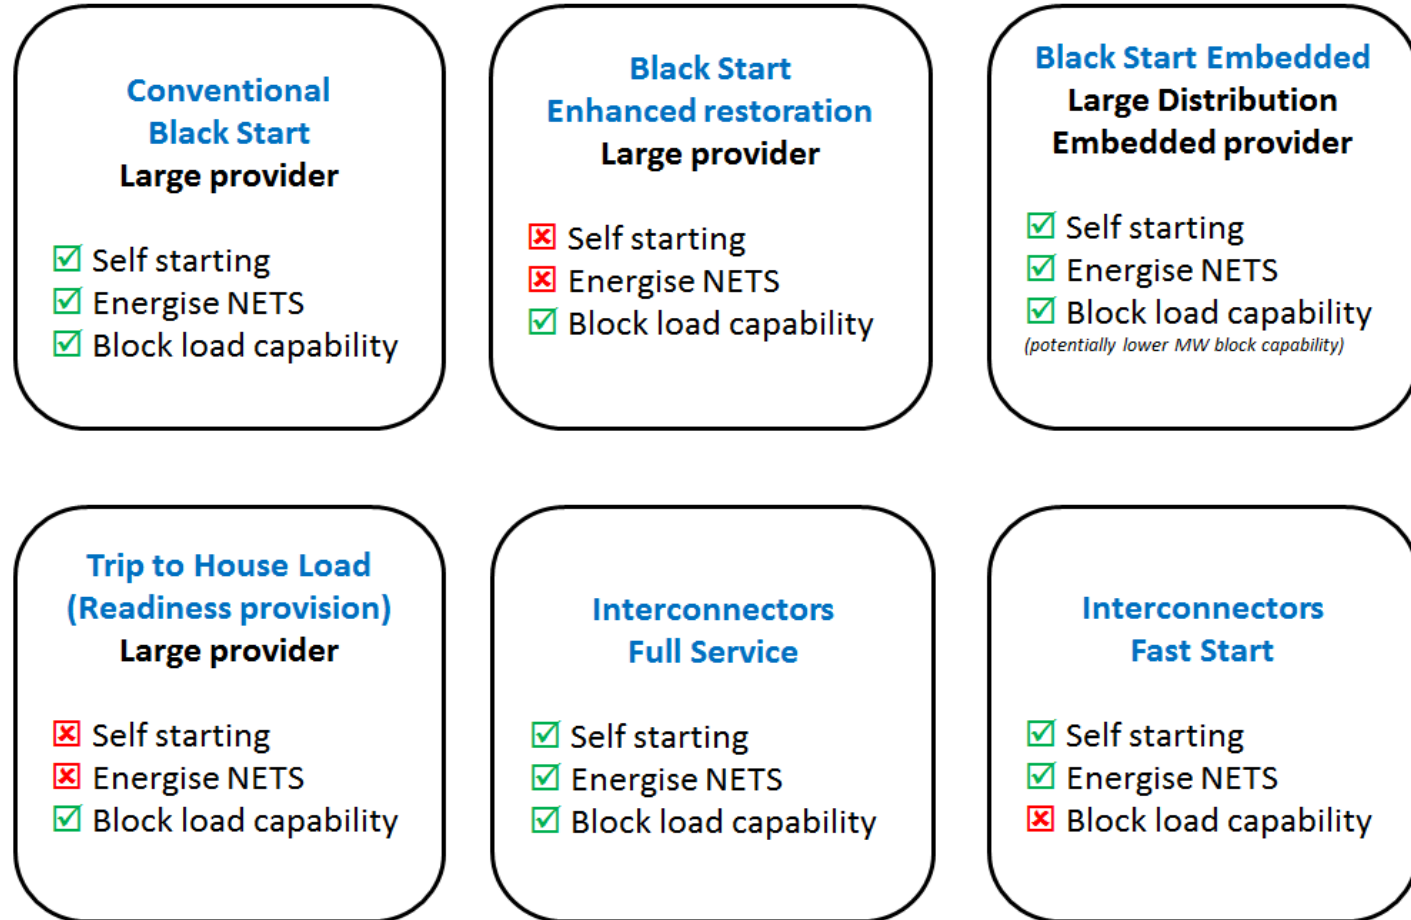 Conventional
Black Start
Large provider
Self starting
Energise NETS
Block load capability
Black Start
Enhanced restoration
Large provider
Self starting
Energise NETS
Block load capability
Black Start Embedded
Large Distribution
Embedded provider
Self starting
Energise NETS
Block load capability
(potentially lower MW block capability)
Trip to House Load
(Readiness provision)
Large provider
Self starting
Energise NETS
Block load capability
Interconnectors
Full Service
Self starting
Energise NETS
Block load capability
Interconnectors
Fast Start
Self starting
Energise NETS
Block load capability